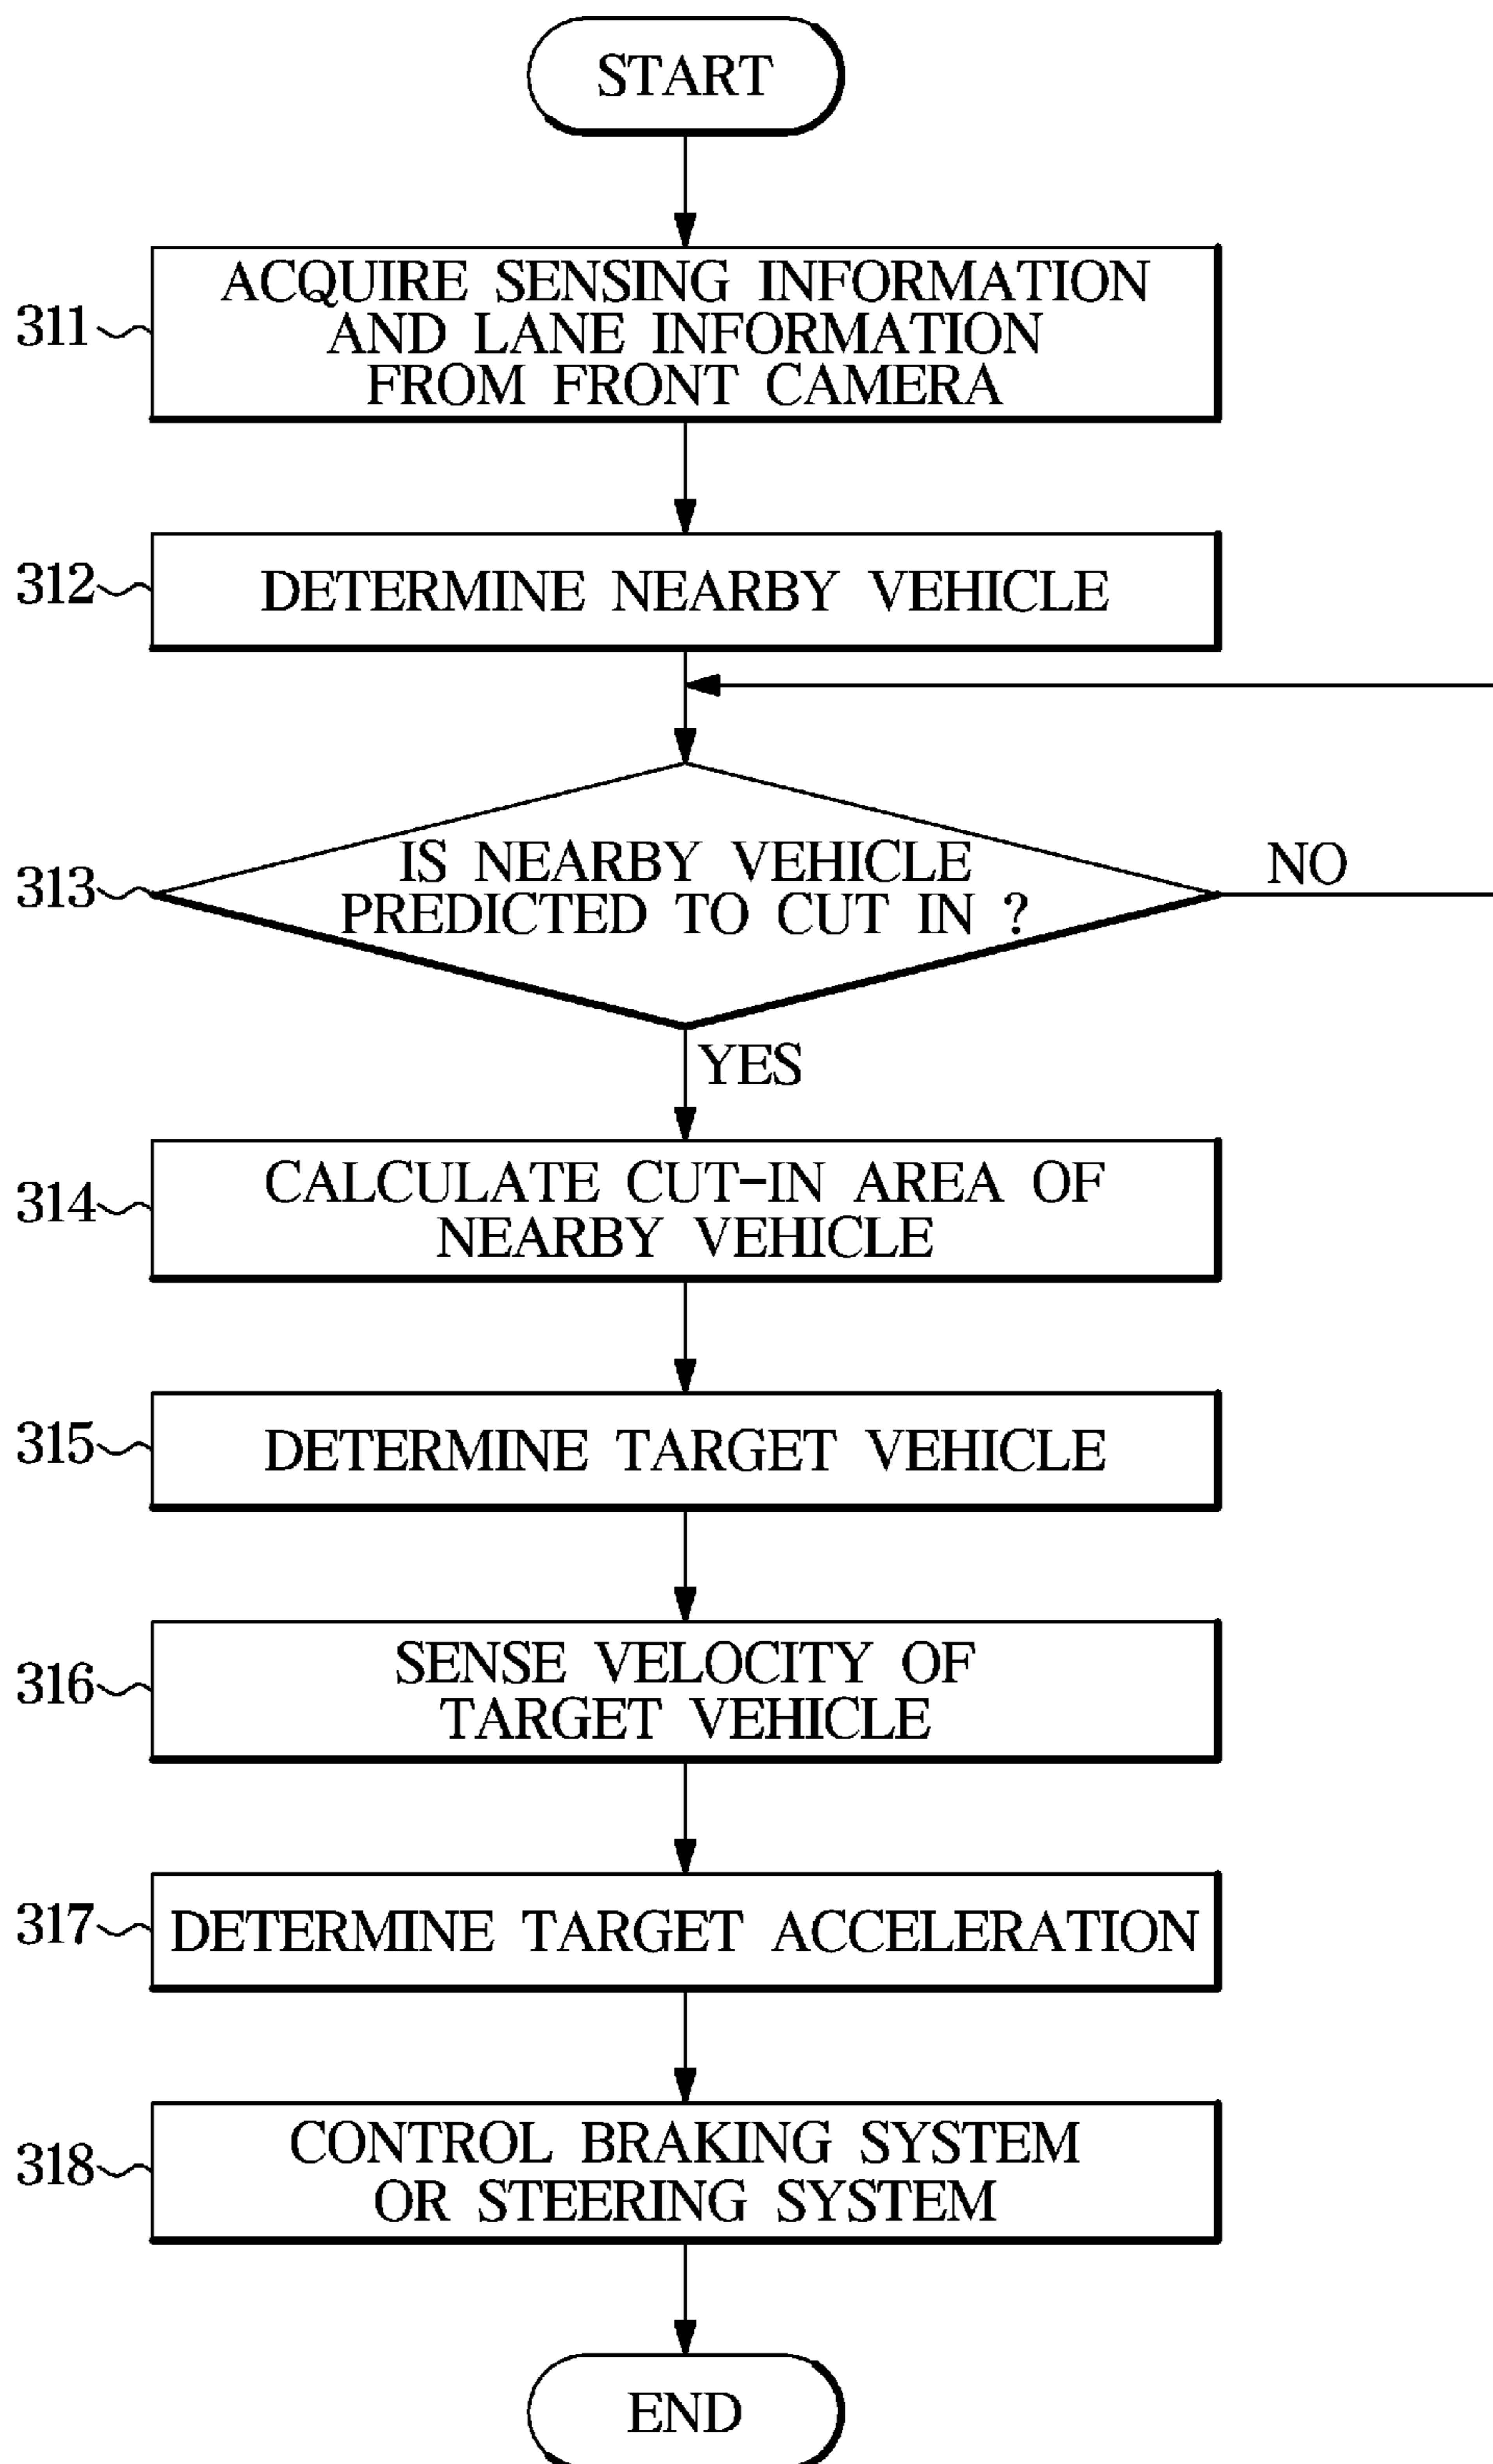 START
311
ACQUIRE SENSING INFORMATION
AND LANE INFORMATION
FROM FRONT CAMERA
312
DETERMINE NEARBY VEHICLE
313
IS NEARBY VEHICLE
PREDICTED TO CUT IN ?
NO
YES
314
CALCULATE CUT-IN AREA OF
NEARBY VEHICLE
315
DETERMINE TARGET VEHICLE
316
SENSE VELOCITY OF
TARGET VEHICLE
317
DETERMINE TARGET ACCELERATION
318
CONTROL BRAKING SYSTEM
OR STEERING SYSTEM
END